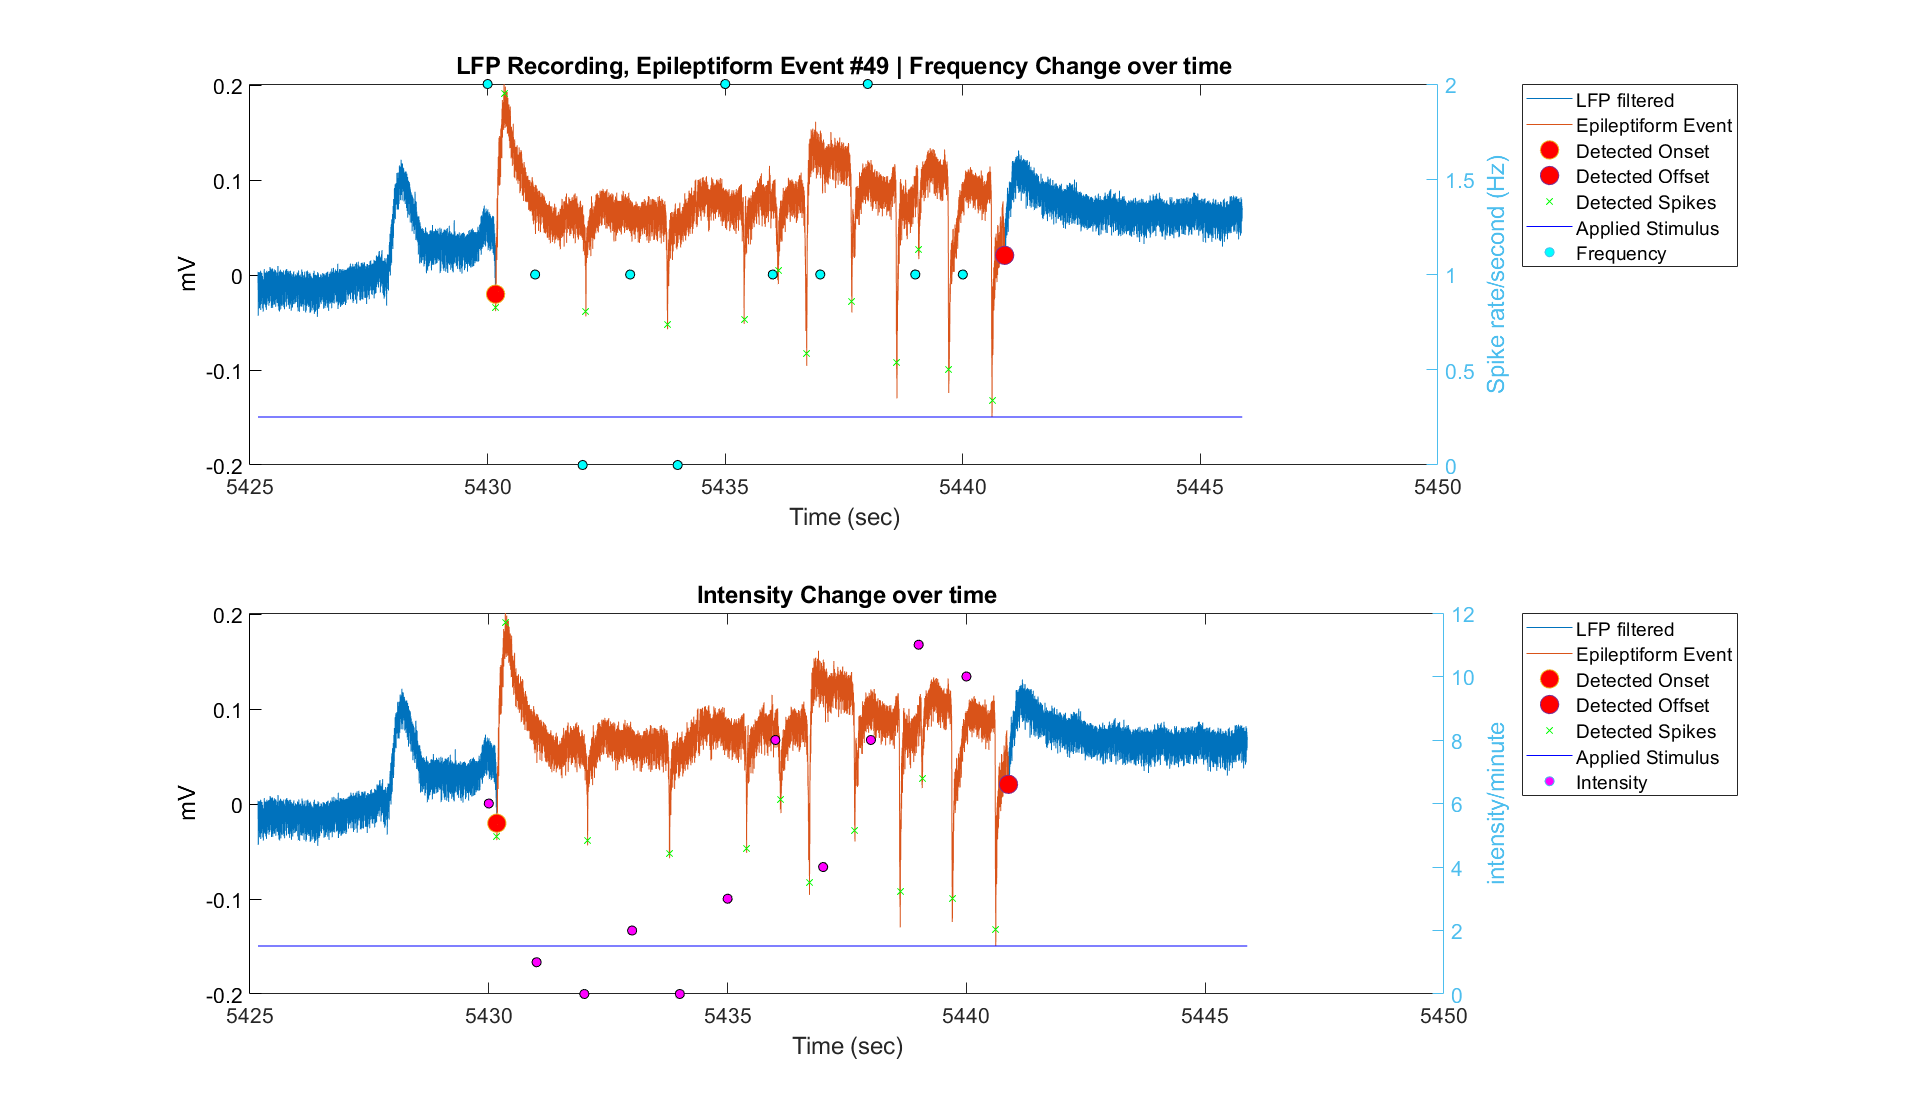 LFP Recording, Epileptiform Event #49 | Frequency Change over time
0.2
0.1
0
-0.1
-0.2
mV
5425
5430
5435
5440
5445
5450
Time (sec)
2
1.5
1
0.5
0
Spike rate/second (Hz)
LFP filtered
Epileptiform Event
Detected Onset
Detected Offset
Detected Spikes
Applied Stimulus
Frequency
Intensity Change over time
0.2
0.1
0
-0.1
-0.2
mV
5425
5430
5435
5440
5445
5450
Time (sec)
12
10
8
6
4
2
0
intensity/minute
LFP filtered
Epileptiform Event
Detected Onset
Detected Offset
Detected Spikes
Applied Stimulus
Intensity